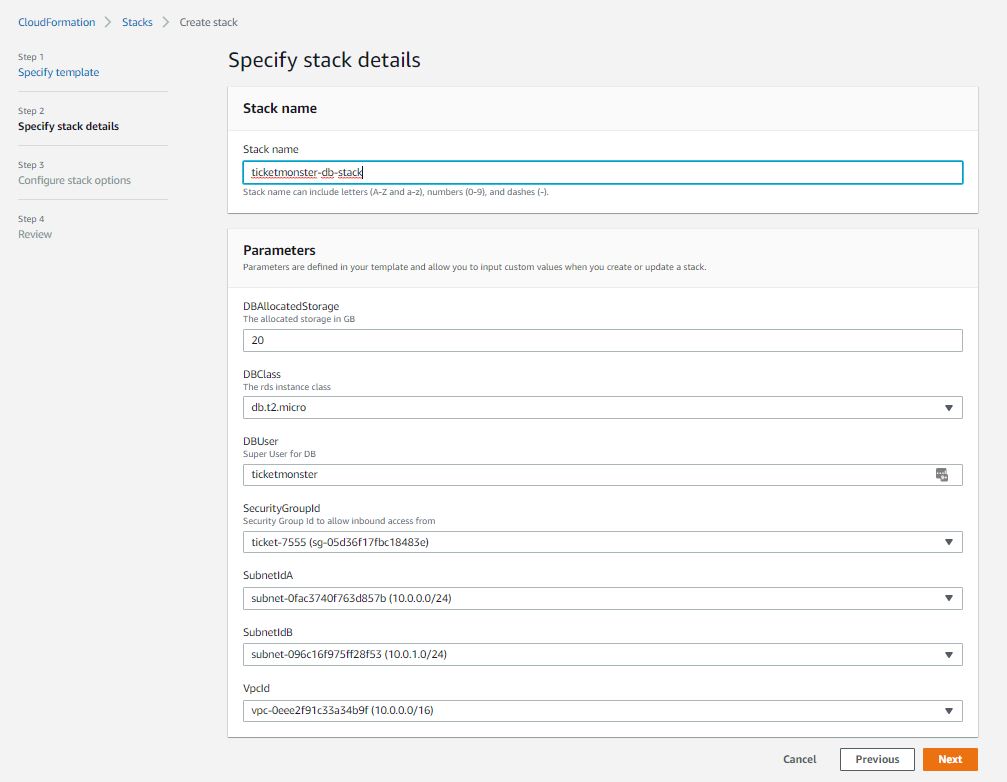 CloudFormation > Stacks > Create stack
Step 1
Specify template
Step 2
Specify stack details
Step 3
Configure stack options
Step 4
Review
Specify stack details
Stack name
Stack name
ticketmonster-db-stack
Stack name can include letters (A-Z and a-z), numbers (0-9), and dashes (-).
Parameters
Parameters are defined in your template and allow you to input custom values when you create or update a stack.
DBAllocatedStorage
The allocated storage in GB
20
DBClass
The rds instance class
db.t2.micro
DBUser
Super User for DB
ticketmonster
SecurityGroupId
Security Group Id to allow inbound access from
ticket-7555 (sg-05d36f17fbc18483e)
SubnetIdA
subnet-0fac3740f763d857b (10.0.0.0/24)
SubnetIdB
subnet-096c16f975ff28f53 (10.0.1.0/24)
VpcId
vpc-0eee2f91c33a34b9f (10.0.0.0/16)
Cancel Previous Next